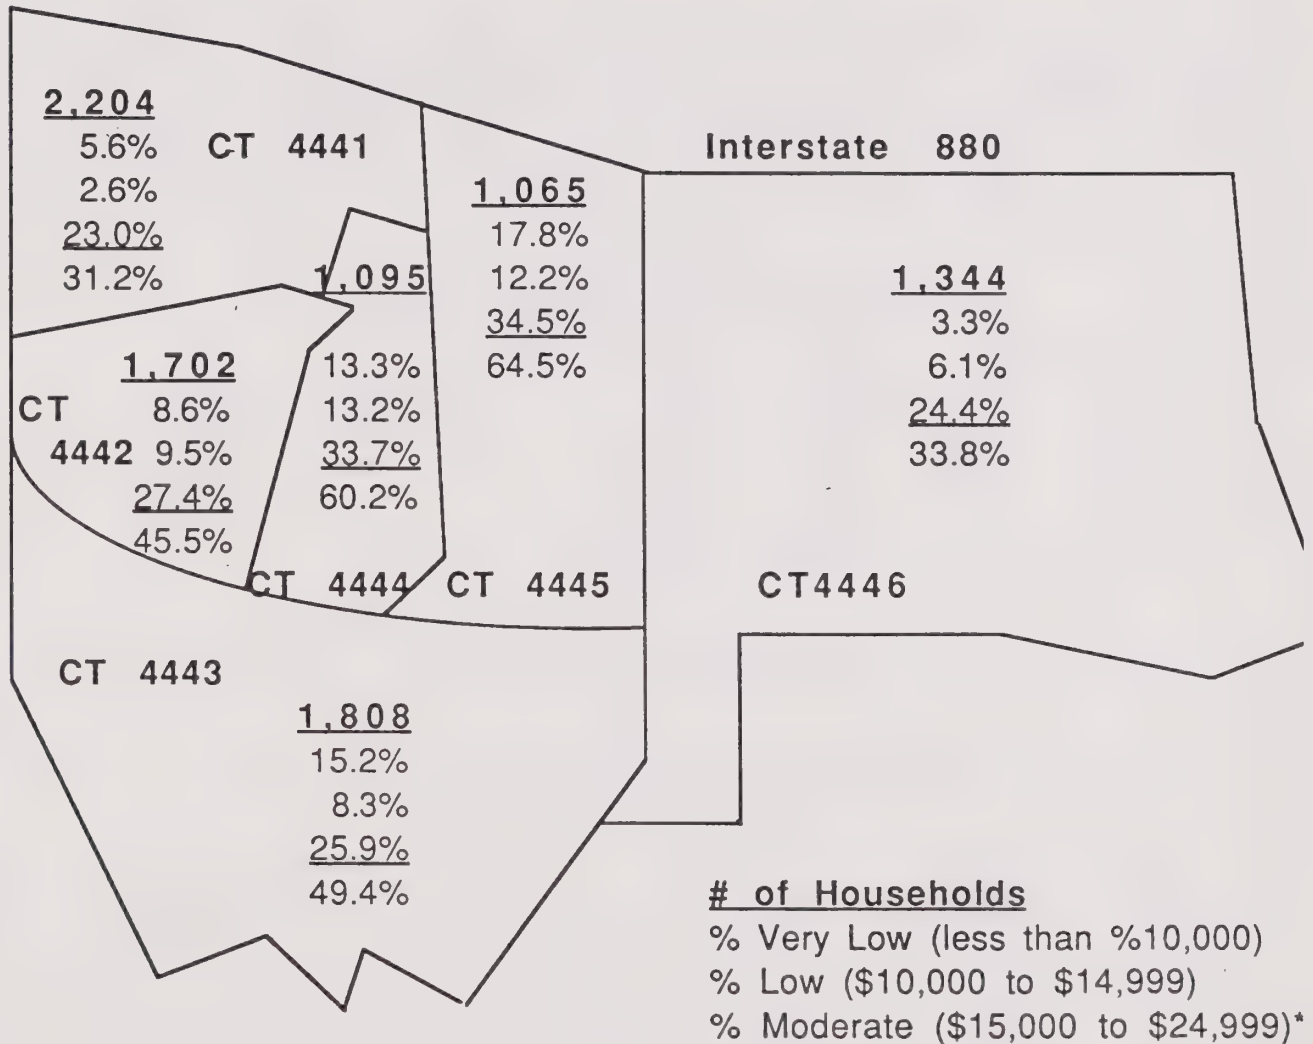 2,204
5.6%
2.6%
23.0%
31.2%
CT 4441
Interstate 880
1,065
17.8%
12.2%
34.5%
64.5%
1,095
13.3%
13.2%
33.7%
60.2%
1,344
3.3%
6.1%
24.4%
33.8%
1,702
CT
8.6%
4442 9.5%
27.4%
45.5%
CT 4444
CT 4445
CT4446
CT 4443
1,808
15.2%
8.3%
25.9%
49.4%
# of Households
% Very Low (less than %10,000)
% Low ($10,000 to $14,999)
% Moderate ($15,000 to $24,999)*